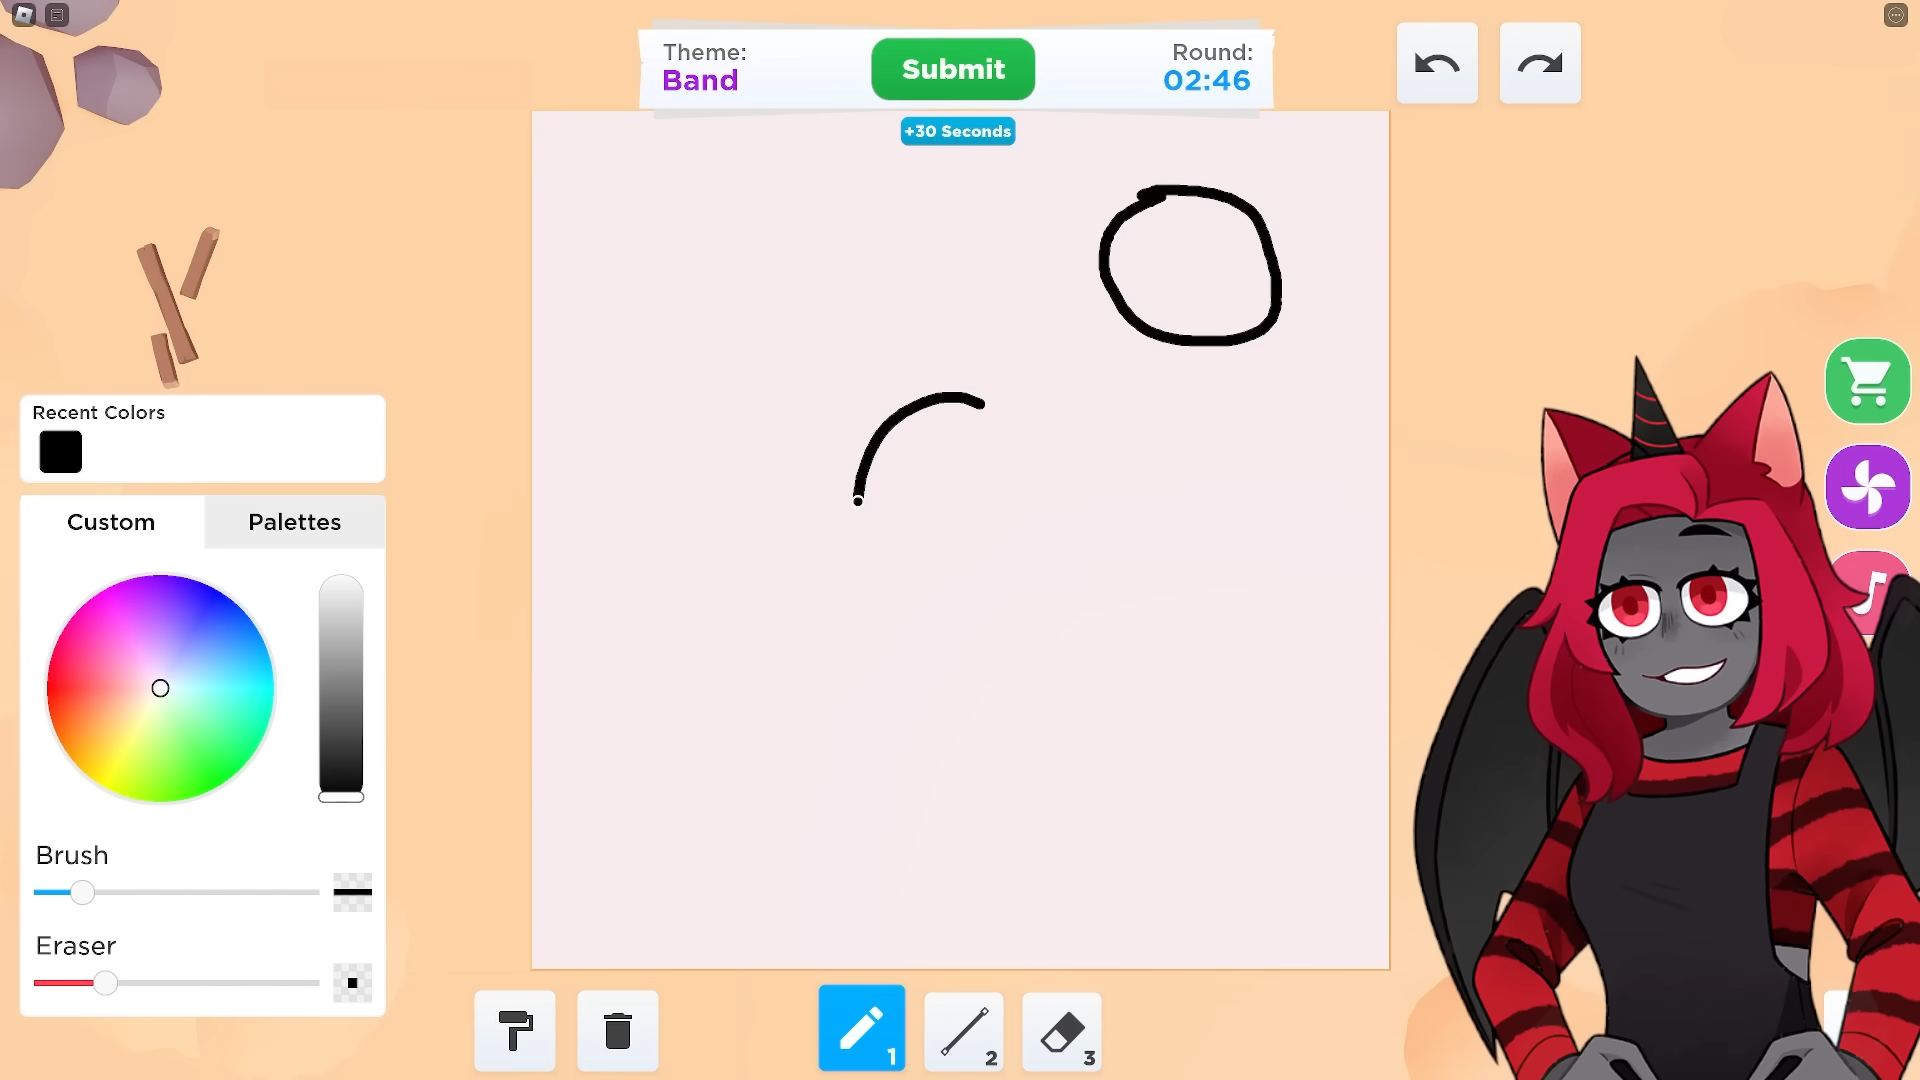 Theme:
Band
Submit
Round:
02:46
+30 Seconds
Recent Colors
Custom
Palettes
Brush
Eraser
1
2
3